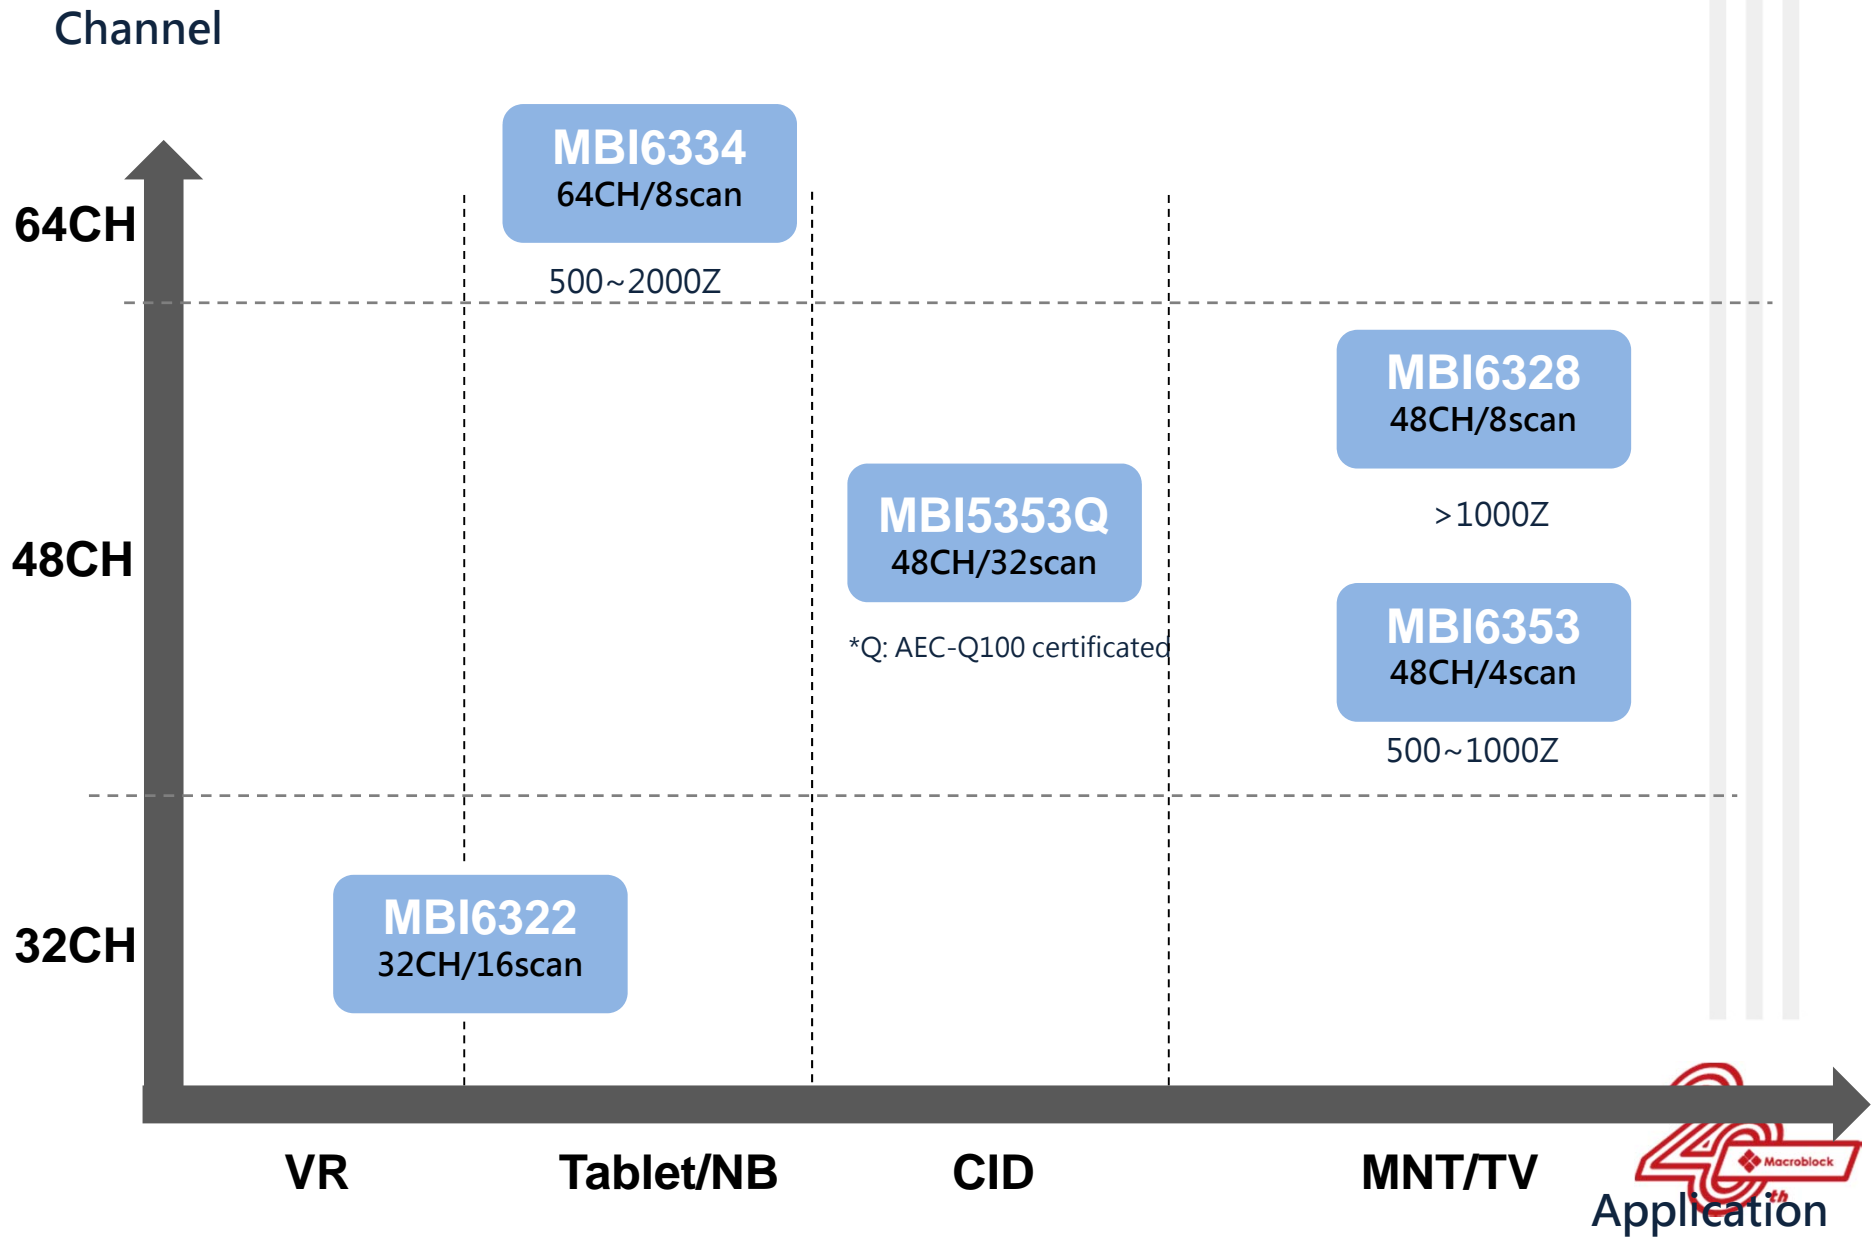 Channel
MBI6334
64CH/8scan
64CH
500~2000Z
MBI6328
48CH/8scan
>1000Z
MBI5353Q
48CH/32scan
48CH
*Q: AEC-Q100 certificated
MBI6353
48CH/4scan
500~1000Z
MBI6322
32CH/16scan
32CH
VR
Tablet/NB
CID
MNT/TV
Macroblock
th
Application